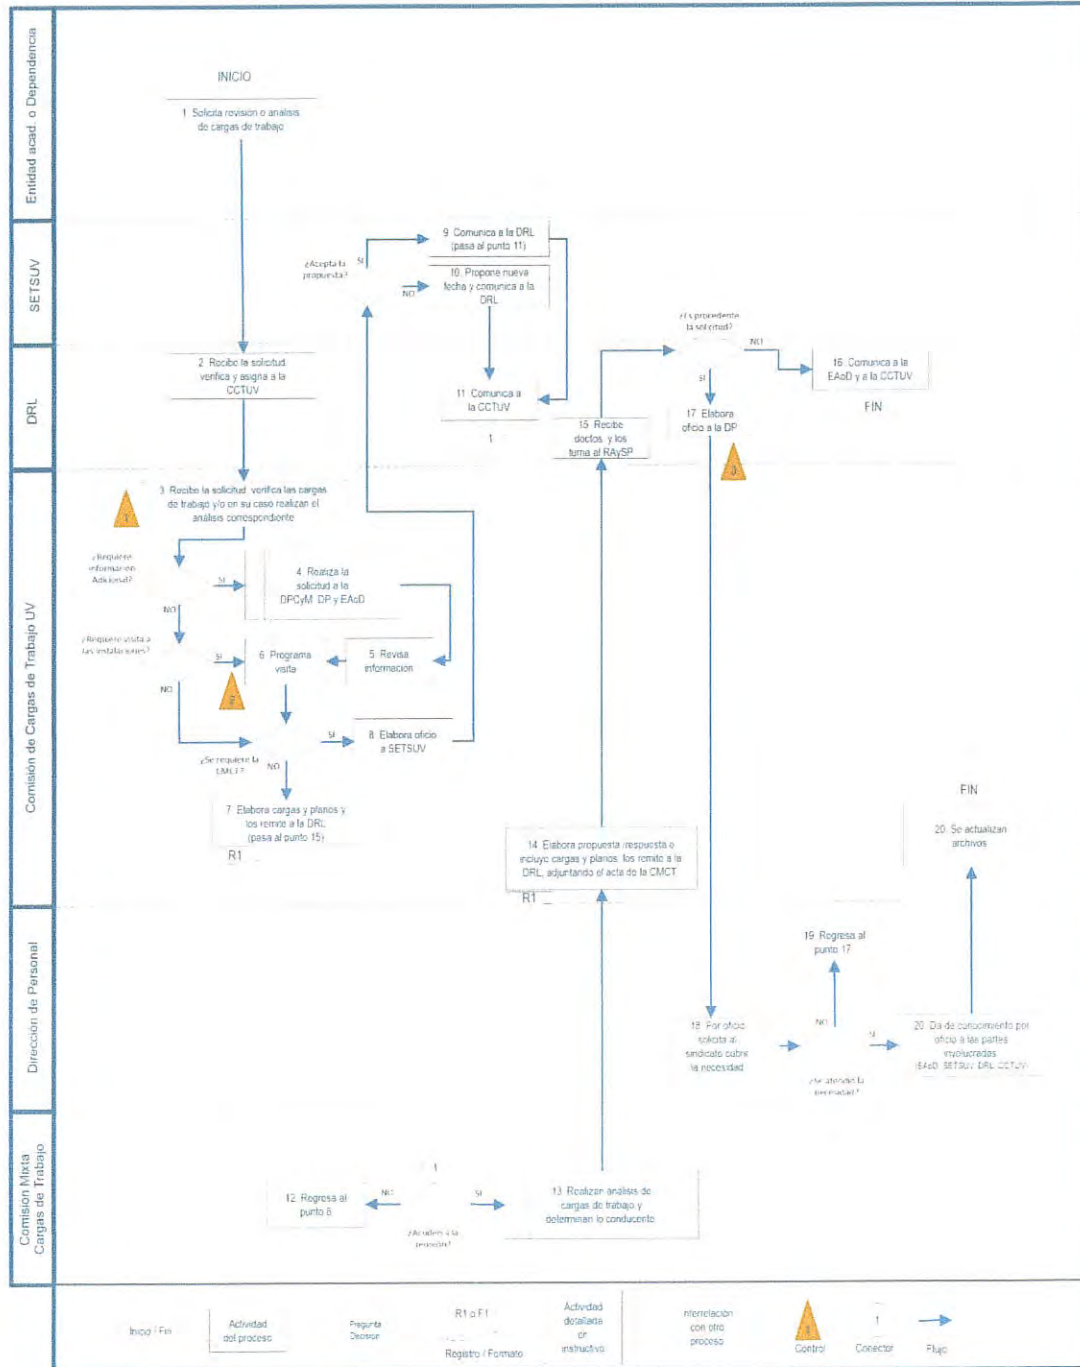 Entidad acad. o Dependencia
INICIO
1 Solicita revisión o análisis
de cargas de trabajo
SETSUV
¿Acepta la
propuesta?
SI
NO
9 Comunica a la DRL
(pasa al punto 11)
10 Propone nueva
fecha y comunica a la
DRL
¿Es procedente
la solicitud?
NO
SI
DRL
2 Recibe la solicitud
verifica y asigna a la
CCTUV
11 Comunica a
la CCTUV
1
15 Recibe
doctos. y los
turna al RAySP
16 Comunica a la
EAoD y a la CCTUV
FIN
17 Elabora
oficio a la DP
3
Comisión de Cargas de Trabajo UV
3 Recibe la solicitud, verifica las cargas
de trabajo y/o en su caso realizan el
análisis correspondiente
¿Requiere
información
Adicional?
SI
NO
4 Realiza la
solicitud a la
DPCyM DP y EAoD
¿Requiere visita a
las instalaciones?
SI
NO
6 Programa
visita
5 Revisa
información
2
¿Se requiere la
CMCT?
SI
NO
8 Elabora oficio
a SETSUV
7 Elabora cargas y planos y
los remite a la DRL
(pasa al punto 15)
R1
14 Elabora propuesta /respuesta e
incluye cargas y planos, los remite a la
DRL, adjuntando el acta de la CMCT
R1
FIN
20 Se actualizan
archivos
Dirección de Personal
19 Regresa al
punto 17
18 Por oficio
solicita al
sindicato cubre
la necesidad
NO
SI
¿Se atendió la
necesidad?
20 Da de conocimiento por
oficio a las partes
involucradas
(EAoD SETSUV DRL CCTUV)
Comisión Mixta
Cargas de Trabajo
1
12 Regresa al
punto 8
NO
SI
¿Acuden a la
reunión?
13 Realizan análisis de
cargas de trabajo y
determinan lo conducente
Inicio / Fin
Actividad
del proceso
Pregunta
Decisión
R1 o F1
Registro / Formato
Actividad
detallada
en
instructivo
Interrelación
con otro
proceso
Control
1
Conector
Flujo